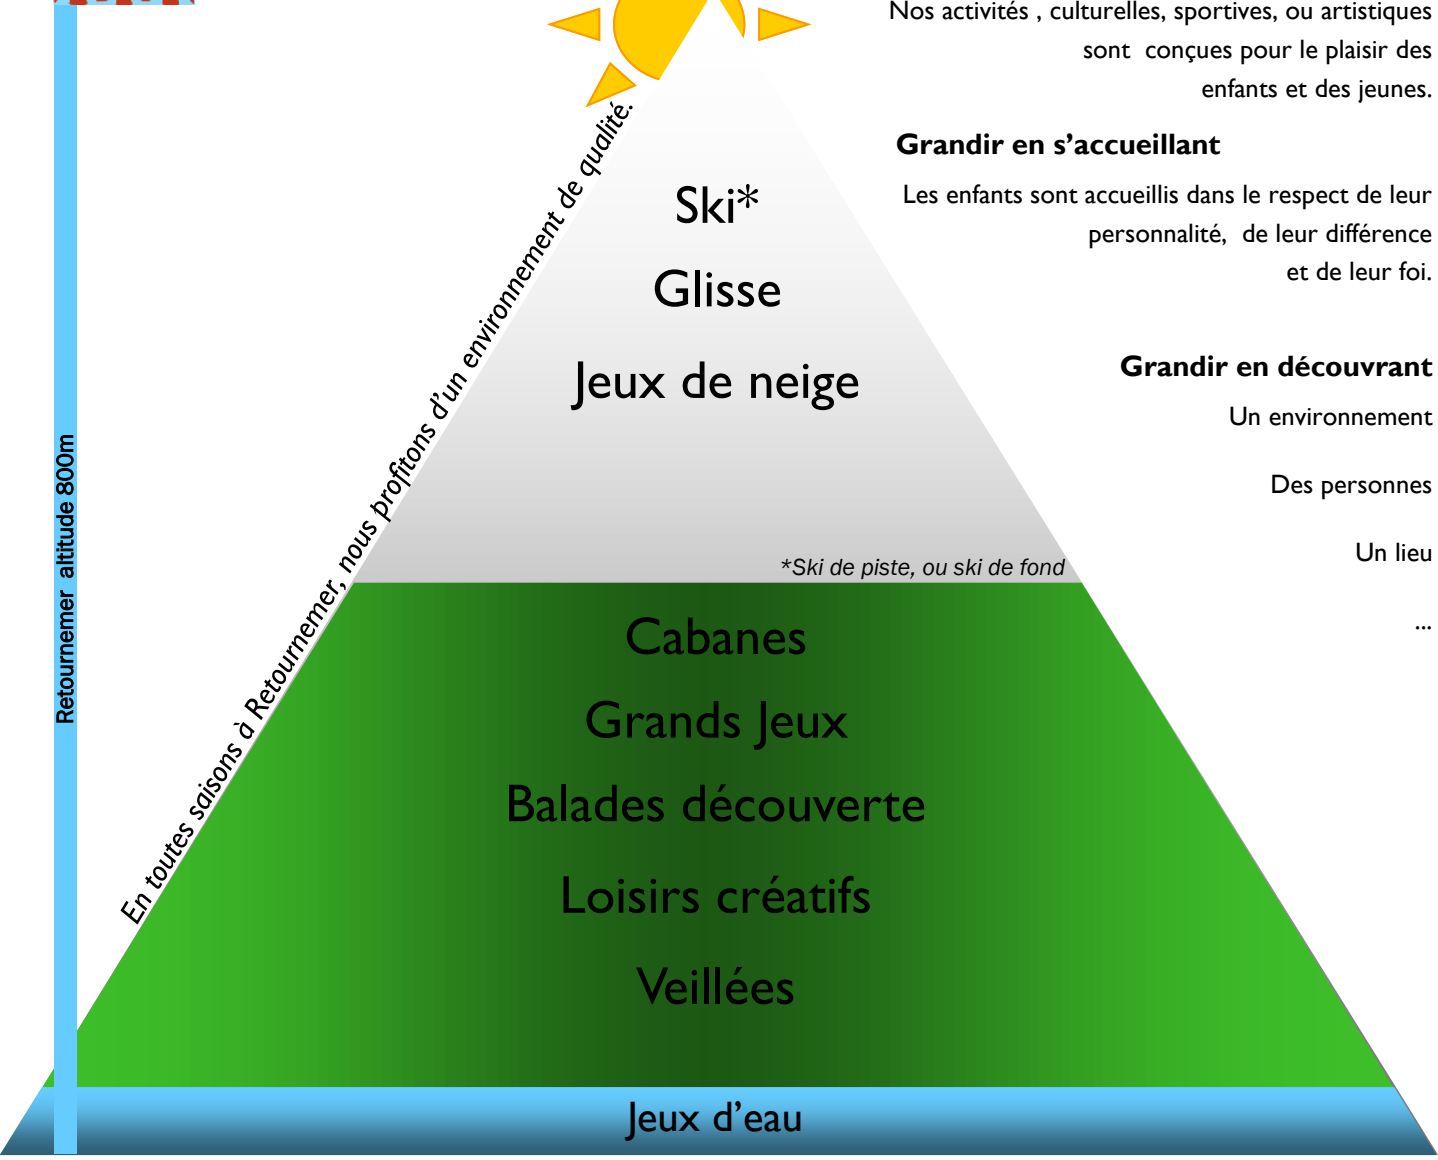 Nos activités , culturelles, sportives, ou artistiques
sont  conçues pour le plaisir des
enfants et des jeunes.
Grandir en s’accueillant
Les enfants sont accueillis dans le respect de leur
personnalité,  de leur différence
et de leur foi.
Grandir en découvrant
Un environnement
Des personnes
Un lieu
...
En toutes saisons à Retournemer, nous profitons d’un environnement de qualité.
Retournemer  altitude 800m
Ski*
Glisse
Jeux de neige
*Ski de piste, ou ski de fond
Cabanes
Grands Jeux
Balades découverte
Loisirs créatifs
Veillées
Jeux d’eau